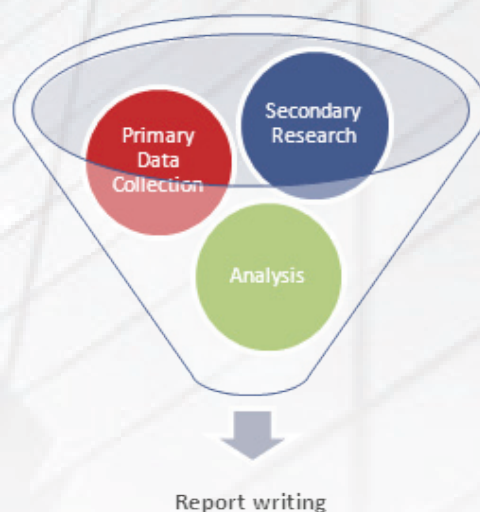 Secondary
Research
Primary
Data
Collection
Analysis
Report writing